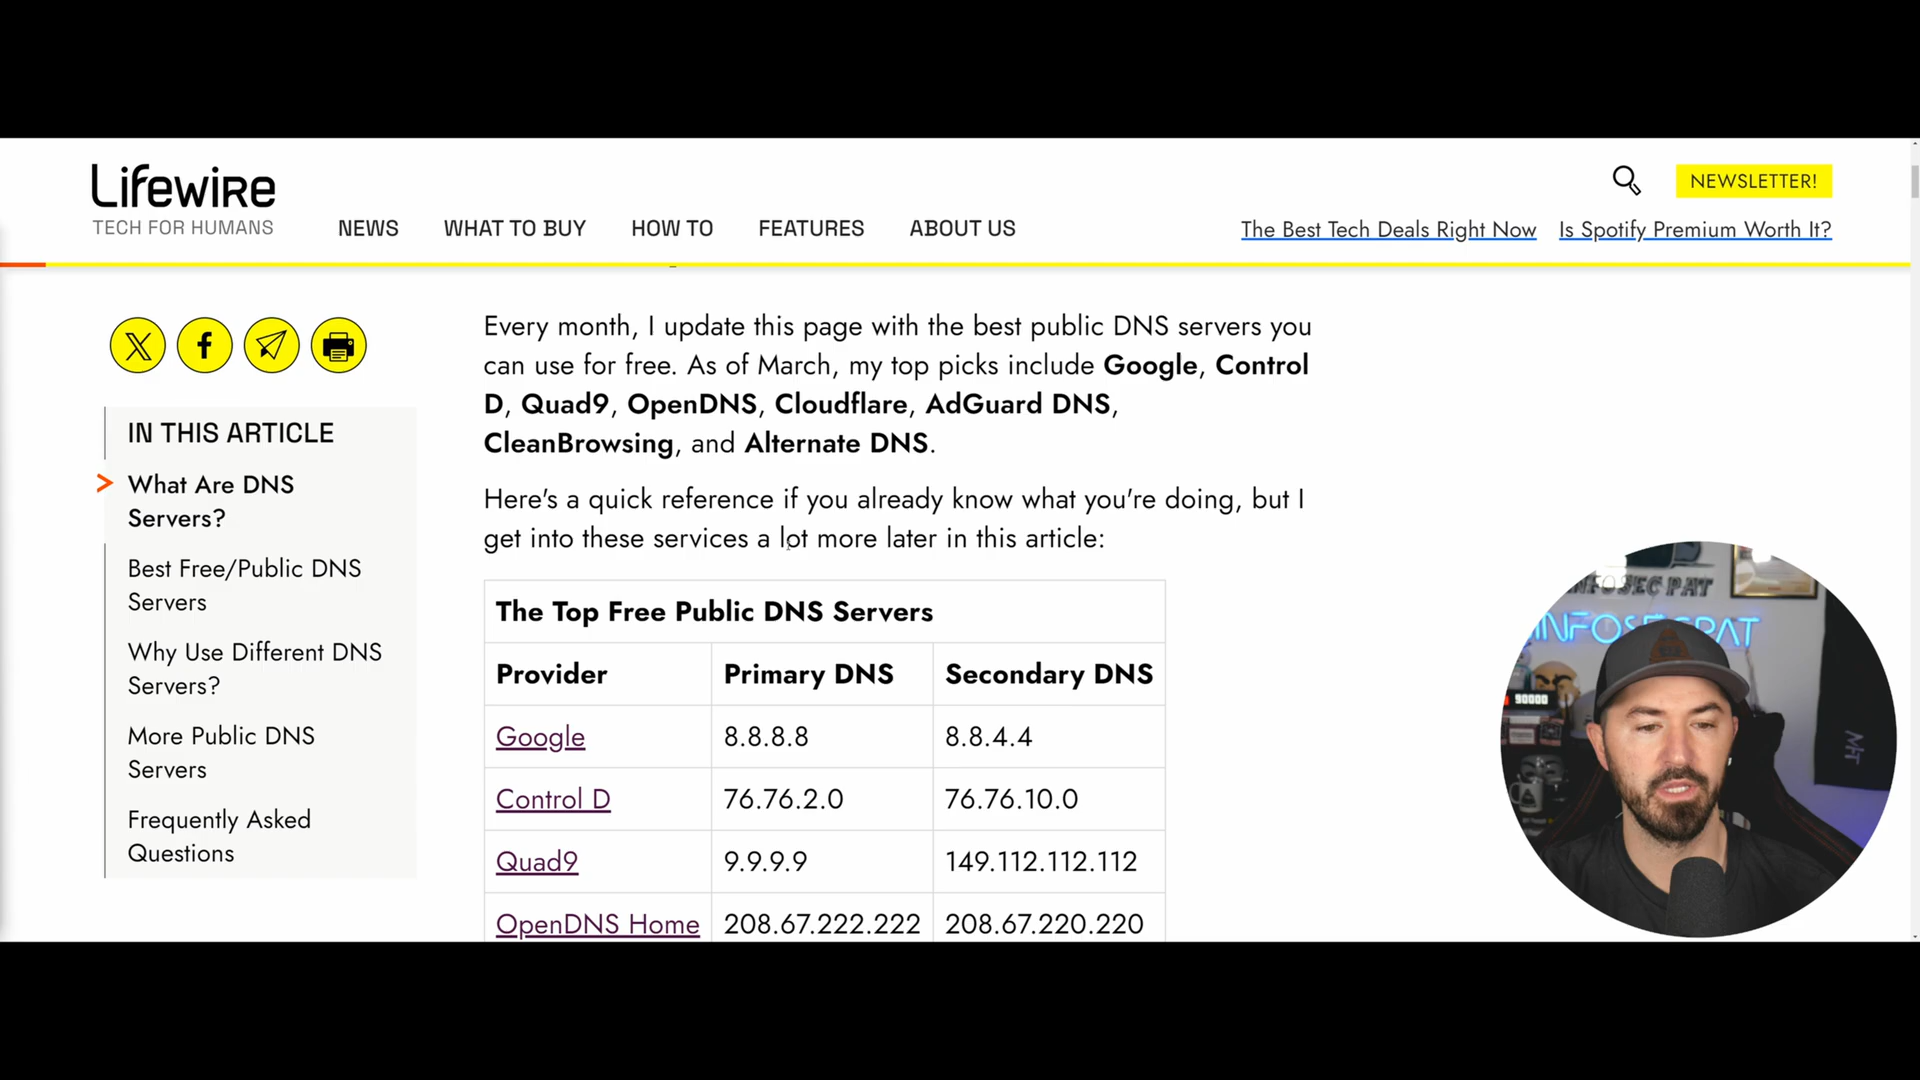 Lifewire
TECH FOR HUMANS
NEWS
WHAT TO BUY
HOW TO
FEATURES
ABOUT US
NEWSLETTER!
The Best Tech Deals Right Now
Is Spotify Premium Worth It?
IN THIS ARTICLE
What Are DNS
Servers?
Best Free/Public DNS
Servers
Why Use Different DNS
Servers?
More Public DNS
Servers
Frequently Asked
Questions
Every month, I update this page with the best public DNS servers you
can use for free. As of March, my top picks include Google, Control
D, Quad9, OpenDNS, Cloudflare, AdGuard DNS,
CleanBrowsing, and Alternate DNS.
Here's a quick reference if you already know what you're doing, but I
get into these services a lot more later in this article:
The Top Free Public DNS Servers
Provider Primary DNS Secondary DNS
Google 8.8.8.8 8.8.4.4
Control D 76.76.2.0 76.76.10.0
Quad9 9.9.9.9 149.112.112.112
OpenDNS Home 208.67.222.222 208.67.220.220
INFOSEC PAT
INFOSECPAT
90000